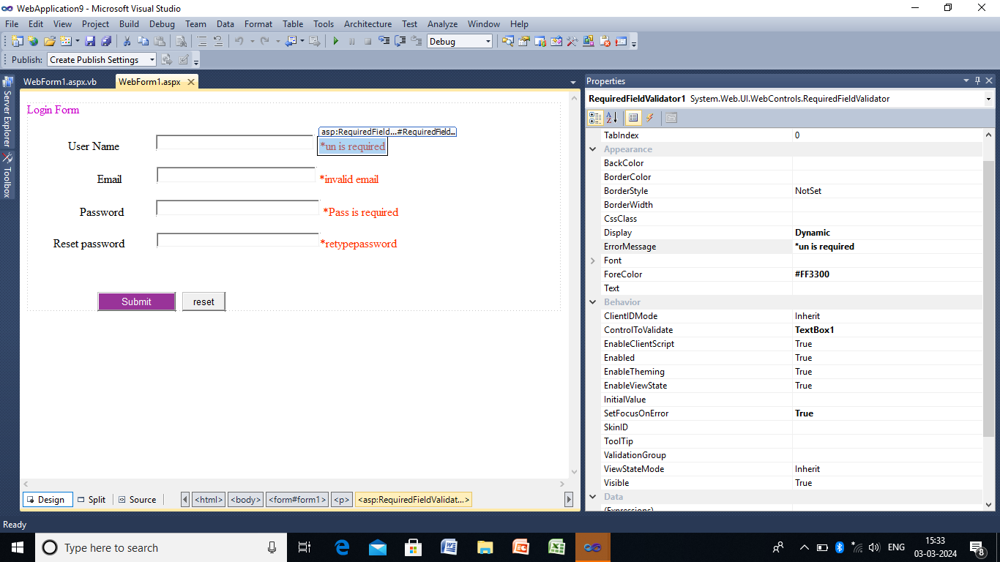 WebApplication9 - Microsoft Visual Studio
File Edit View Project Build Debug Team Data Format Table Tools Architecture Test Analyze Window Help
Debug
Publish: Create Publish Settings
WebForm1.aspx.vb WebForm1.aspx
Server Explorer
Toolbox
Login Form
asp:RequiredField...#RequiredField...
User Name *un is required
Email *invalid email
Password *Pass is required
Reset password *retypepassword
Submit reset
Design Split Source <html> <body> <form#form1> <p> <asp:RequiredFieldValidat...>
Properties
RequiredFieldValidator1 System.Web.UI.WebControls.RequiredFieldValidator
TabIndex 0
Appearance
BackColor
BorderColor
BorderStyle NotSet
BorderWidth
CssClass
Display Dynamic
ErrorMessage *un is required
Font
ForeColor #FF3300
Text
Behavior
ClientIDMode Inherit
ControlToValidate TextBox1
EnableClientScript True
Enabled True
EnableTheming True
EnableViewState True
InitialValue
SetFocusOnError True
SkinID
ToolTip
ValidationGroup
ViewStateMode Inherit
Visible True
Data
(Expressions)
Ready
Type here to search
ENG
15:33
03-03-2024
8